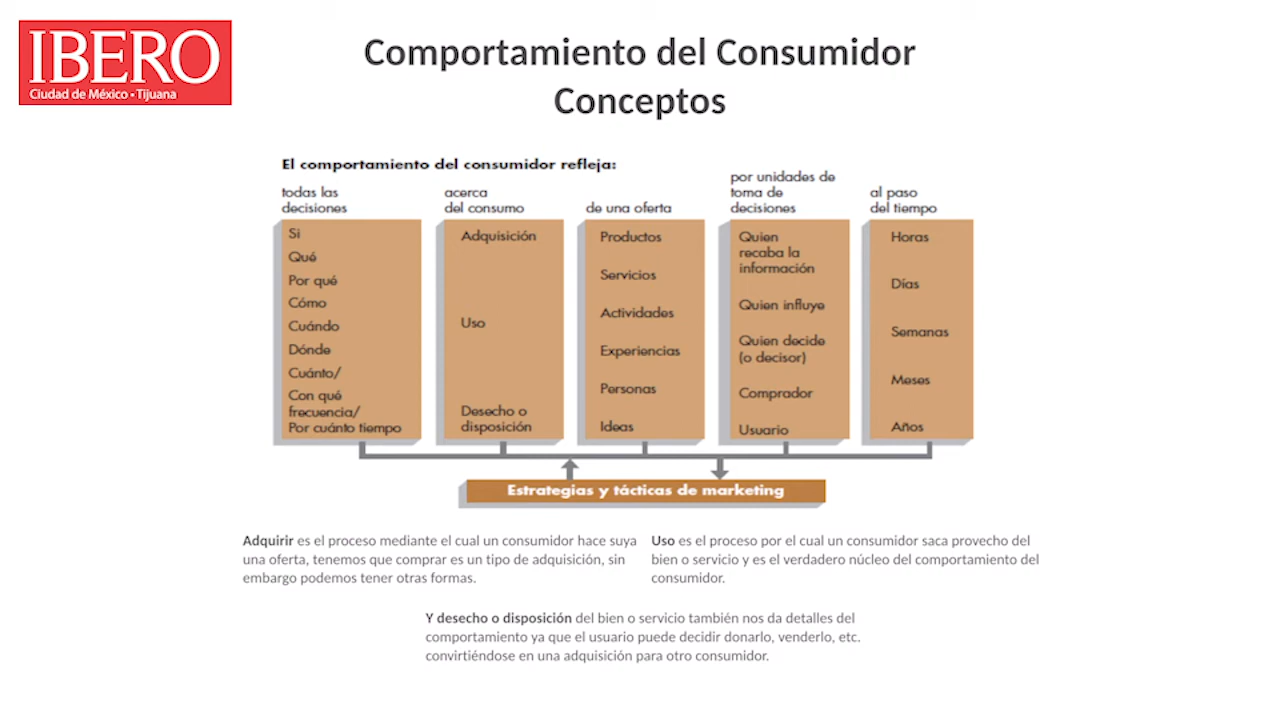 IBERO
Ciudad de México • Tijuana
Comportamiento del Consumidor
Conceptos
El comportamiento del consumidor refleja:
todas las
decisiones
Si
Qué
Por qué
Cómo
Cuándo
Dónde
Cuánto/
Con qué
frecuencia/
Por cuánto tiempo
acerca
del consumo
Adquisición
Uso
Desecho o
disposición
de una oferta
Productos
Servicios
Actividades
Experiencias
Personas
Ideas
por unidades de
toma de
decisiones
Quien
recaba la
información
Quien influye
Quien decide
(o decisor)
Comprador
Usuario
al paso
del tiempo
Horas
Días
Semanas
Meses
Años
Estrategias y tácticas de marketing
Adquirir es el proceso mediante el cual un consumidor hace suya
una oferta, tenemos que comprar es un tipo de adquisición, sin
embargo podemos tener otras formas.
Uso es el proceso por el cual un consumidor saca provecho del
bien o servicio y es el verdadero núcleo del comportamiento del
consumidor.
Y desecho o disposición del bien o servicio también nos da detalles del
comportamiento ya que el usuario puede decidir donarlo, venderlo, etc.
convirtiéndose en una adquisición para otro consumidor.